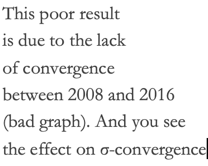 This poor result
is due to the lack
of convergence
between 2008 and 2016
(bad graph). And you see
the effect on σ-convergence